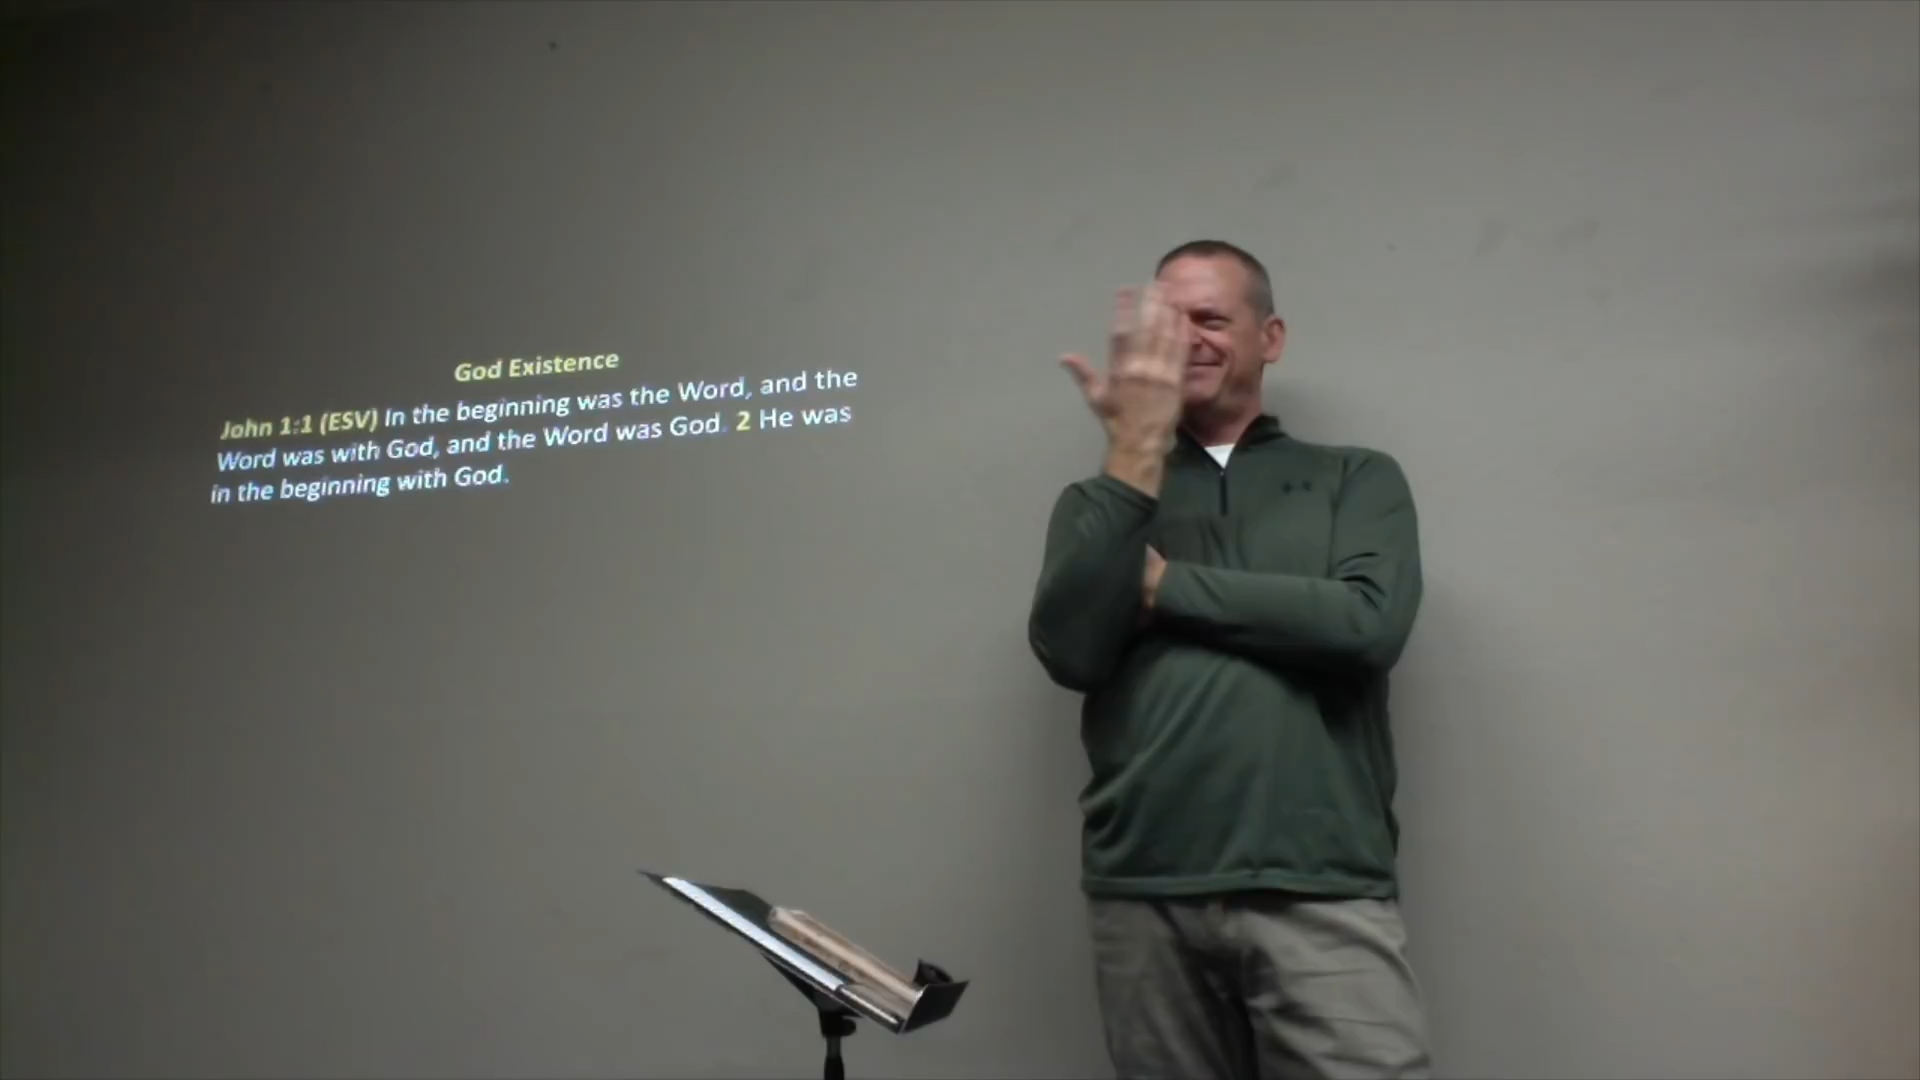 God Existence
John 1:1 (ESV) In the beginning was the Word, and the
Word was with God, and the Word was God. 2 He was
in the beginning with God.